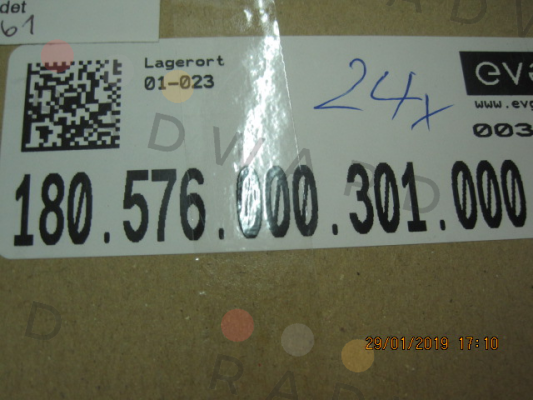 det
61
Lagerort
01-023
24x
www.evg
003
180.576.000.301.000
29/01/2019 17:10